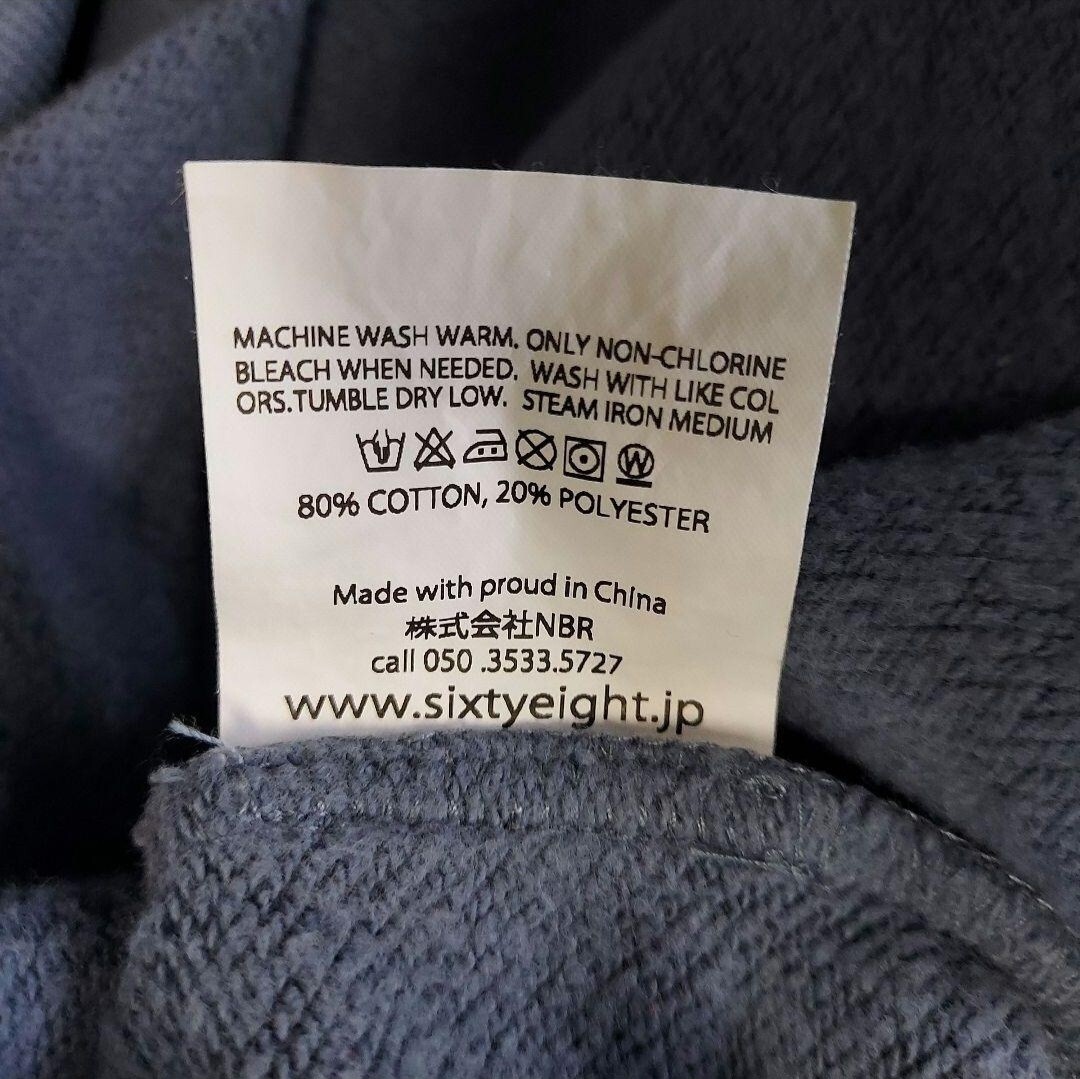 MACHINE WASH WARM. ONLY NON-CHLORINE
BLEACH WHEN NEEDED. WASH WITH LIKE COL
ORS.TUMBLE DRY LOW. STEAM IRON MEDIUM
W
80% COTTON, 20% POLYESTER
Made with proud in China
株式会社NBR
call 050 .3533.5727
www.sixtyeight.jp